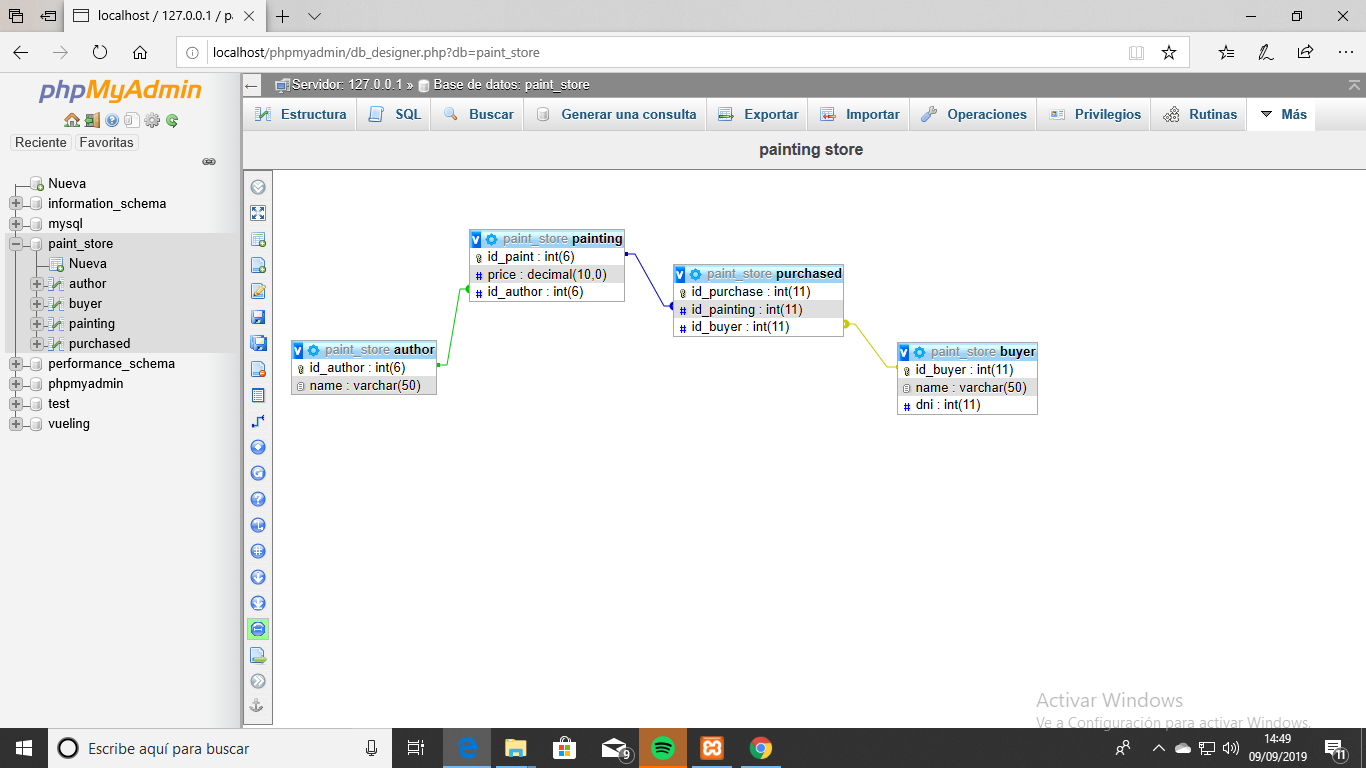 localhost / 127.0.0.1 / pa
localhost/phpmyadmin/db_designer.php?db=paint_store
phpMyAdmin
Reciente Favoritas
Nueva
information_schema
mysql
paint_store
Nueva
author
buyer
painting
purchased
performance_schema
phpmyadmin
test
vueling
Servidor: 127.0.0.1 » Base de datos: paint_store
Estructura SQL Buscar Generar una consulta Exportar Importar Operaciones Privilegios Rutinas Más
painting store
v paint_store painting
id_paint : int(6)
# price : decimal(10,0)
# id_author : int(6)
v paint_store purchased
id_purchase : int(11)
# id_painting : int(11)
# id_buyer : int(11)
v paint_store author
id_author : int(6)
name : varchar(50)
v paint_store buyer
id_buyer : int(11)
name : varchar(50)
# dni : int(11)
Activar Windows
Ve a Configuración para activar Windows.
Escribe aquí para buscar
9
14:49
09/09/2019
11